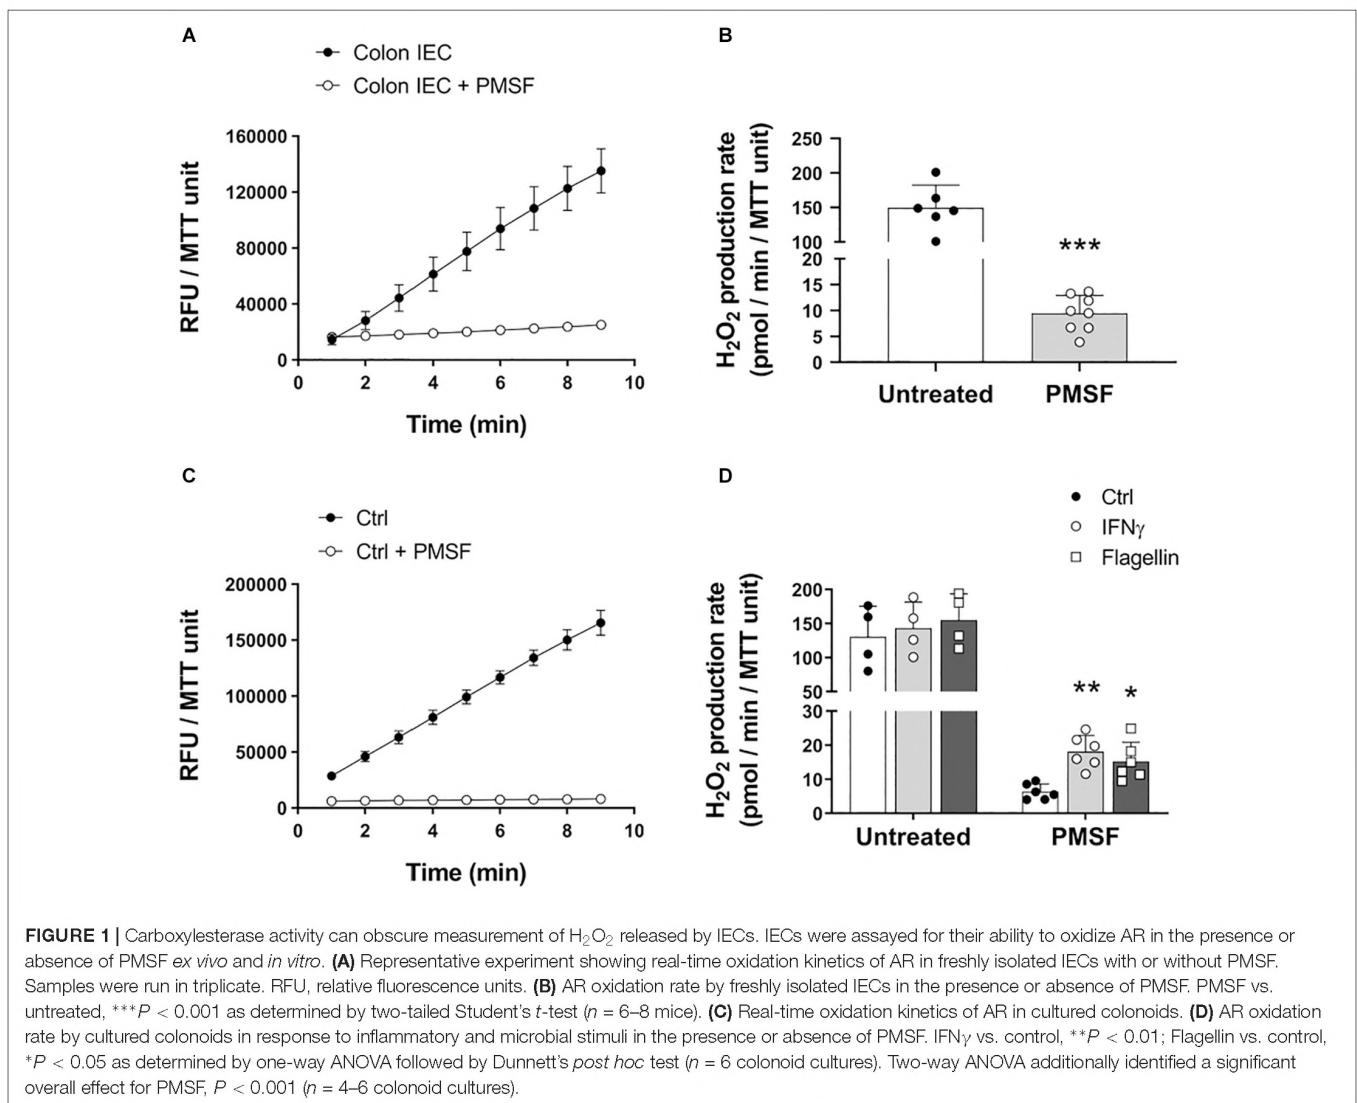 A
Colon IEC
Colon IEC + PMSF
160000
120000
80000
40000
0
RFU / MTT unit
0 2 4 6 8 10
Time (min)
B
250
200
150
100
20
15
10
5
0
H₂O₂ production rate
(pmol / min / MTT unit)
***
Untreated PMSF
C
Ctrl
Ctrl + PMSF
200000
150000
100000
50000
0
RFU / MTT unit
0 2 4 6 8 10
Time (min)
D
Ctrl
IFNγ
Flagellin
200
150
100
50
30
20
10
0
H₂O₂ production rate
(pmol / min / MTT unit)
** *
Untreated PMSF
FIGURE 1 | Carboxylesterase activity can obscure measurement of H₂O₂ released by IECs. IECs were assayed for their ability to oxidize AR in the presence or
absence of PMSF ex vivo and in vitro. (A) Representative experiment showing real-time oxidation kinetics of AR in freshly isolated IECs with or without PMSF.
Samples were run in triplicate. RFU, relative fluorescence units. (B) AR oxidation rate by freshly isolated IECs in the presence or absence of PMSF. PMSF vs.
untreated, ***P < 0.001 as determined by two-tailed Student's t-test (n = 6–8 mice). (C) Real-time oxidation kinetics of AR in cultured colonoids. (D) AR oxidation
rate by cultured colonoids in response to inflammatory and microbial stimuli in the presence or absence of PMSF. IFNγ vs. control, **P < 0.01; Flagellin vs. control,
*P < 0.05 as determined by one-way ANOVA followed by Dunnett's post hoc test (n = 6 colonoid cultures). Two-way ANOVA additionally identified a significant
overall effect for PMSF, P < 0.001 (n = 4–6 colonoid cultures).